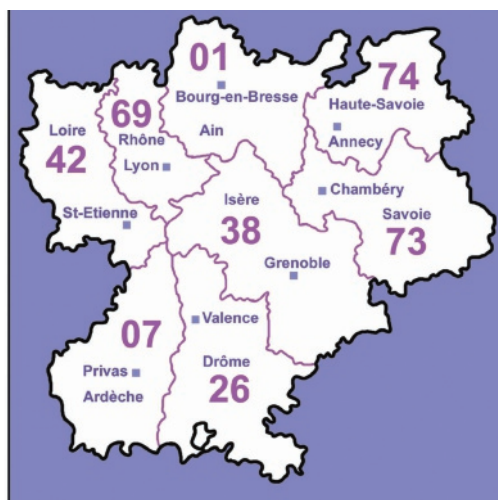 01
Bourg-en-Bresse
Ain
74
Haute-Savoie
Annecy
69
Rhône
Lyon
Loire
42
St-Etienne
Isère
38
Grenoble
Chambéry
Savoie
73
07
Privas
Ardèche
Valence
Drôme
26